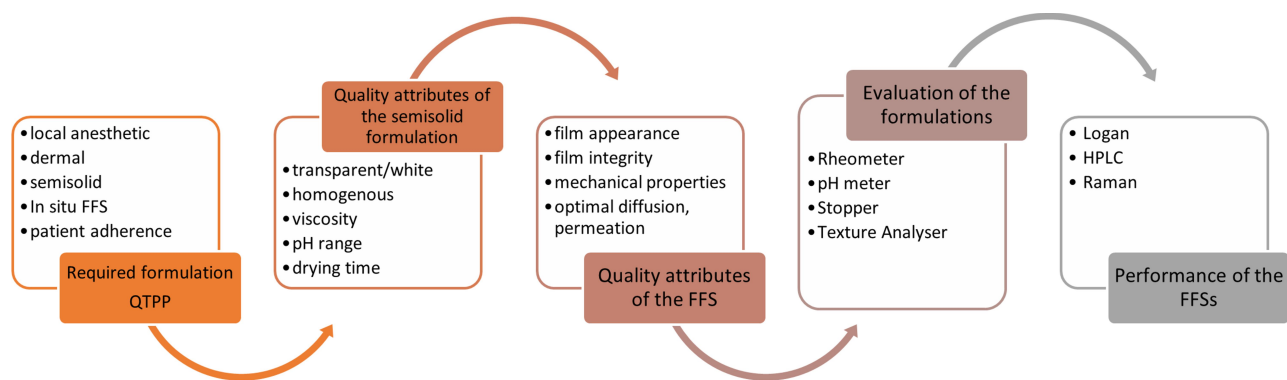 • local anesthetic
• dermal
• semisolid
• In situ FFS
• patient adherence
Required formulation
QTPP
Quality attributes of
the semisolid
formulation
• transparent/white
• homogenous
• viscosity
• pH range
• drying time
• film appearance
• film integrity
• mechanical properties
• optimal diffusion,
permeation
Quality attributes
of the FFS
Evaluation of the
formulations
• Rheometer
• pH meter
• Stopper
• Texture Analyser
• Logan
• HPLC
• Raman
Performance of the
FFSs